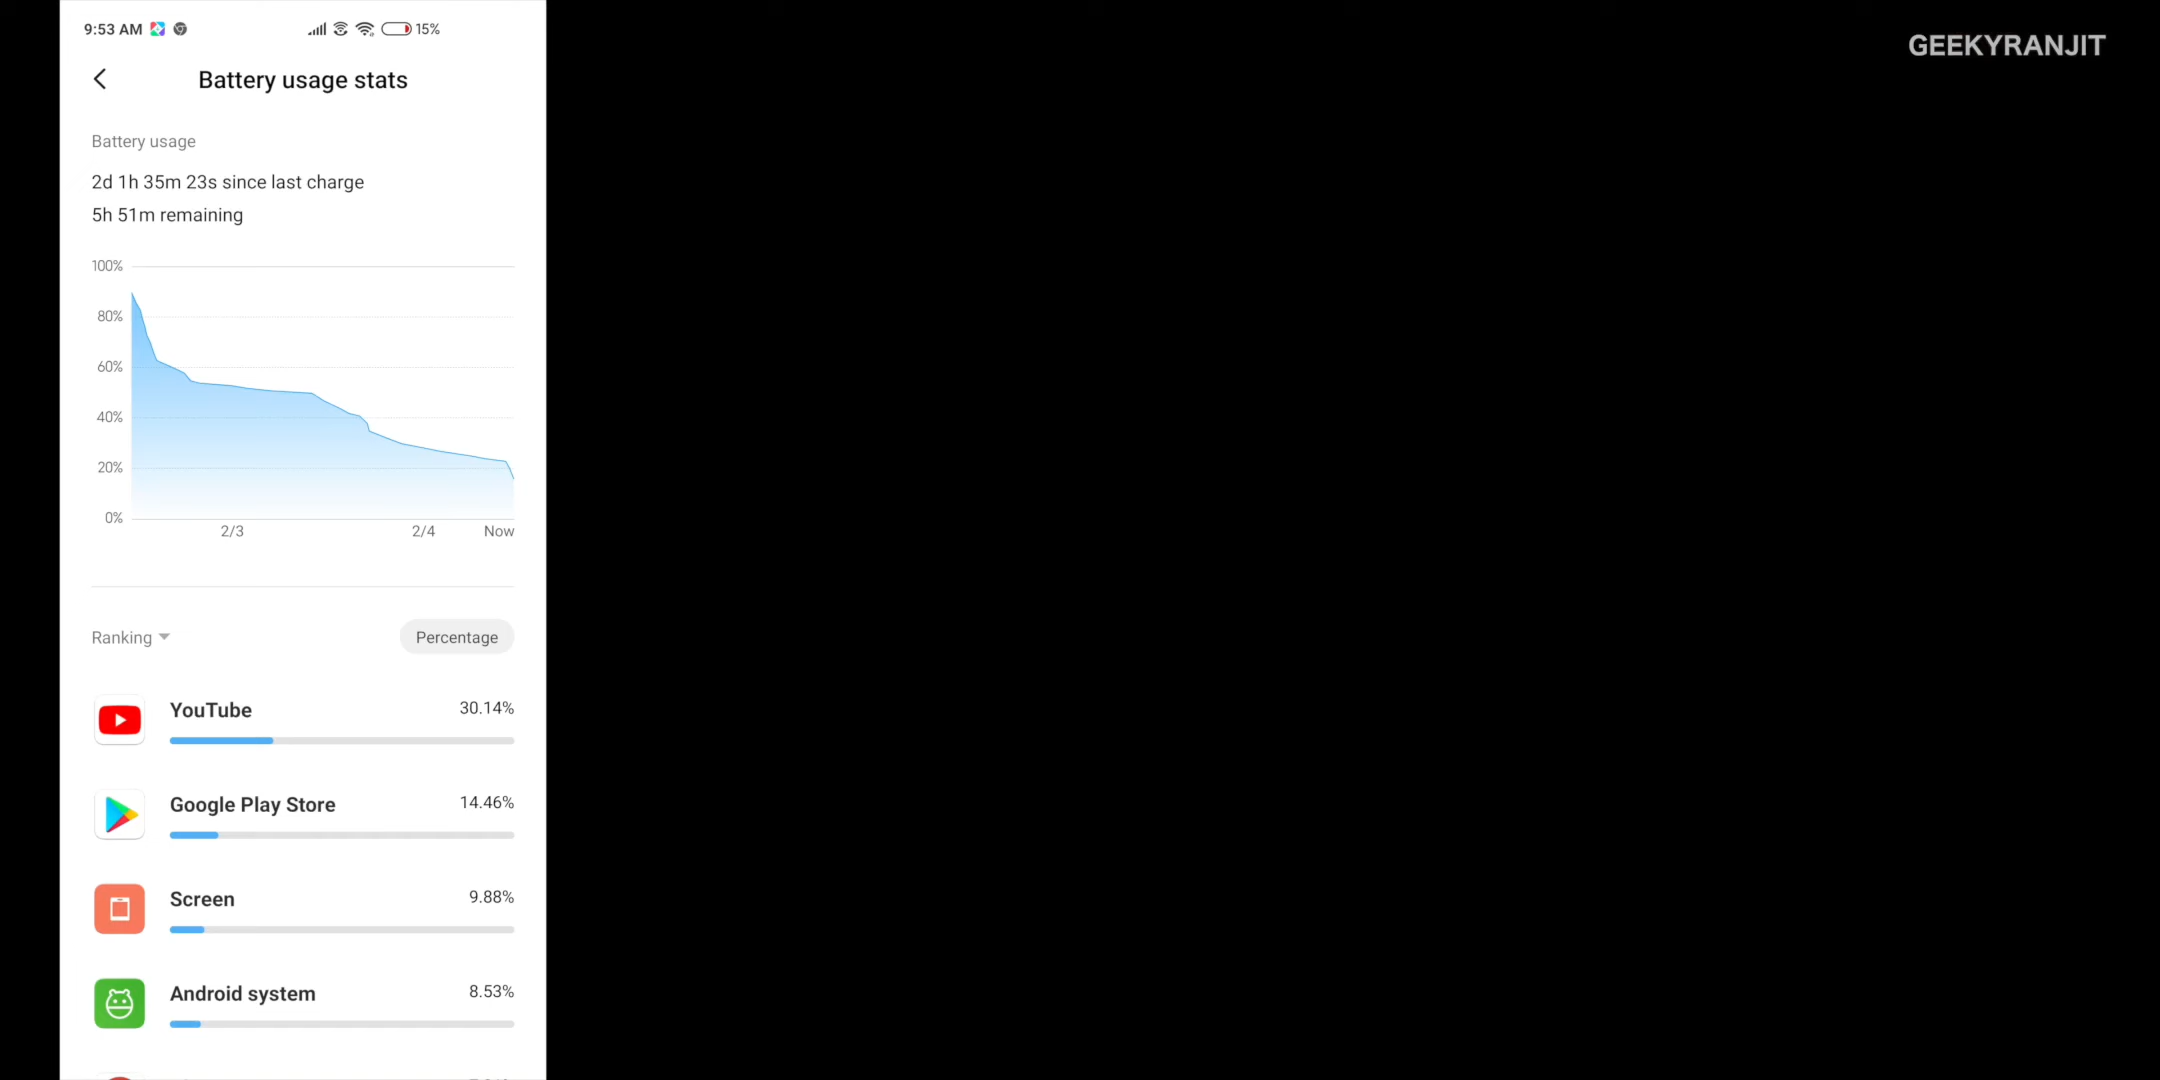 9:53 AM 15%
GEEKYRANJIT
Battery usage stats
Battery usage
2d 1h 35m 23s since last charge
5h 51m remaining
100%
80%
60%
40%
20%
0%
2/3 2/4 Now
Ranking Percentage
YouTube 30.14%
Google Play Store 14.46%
Screen 9.88%
Android system 8.53%